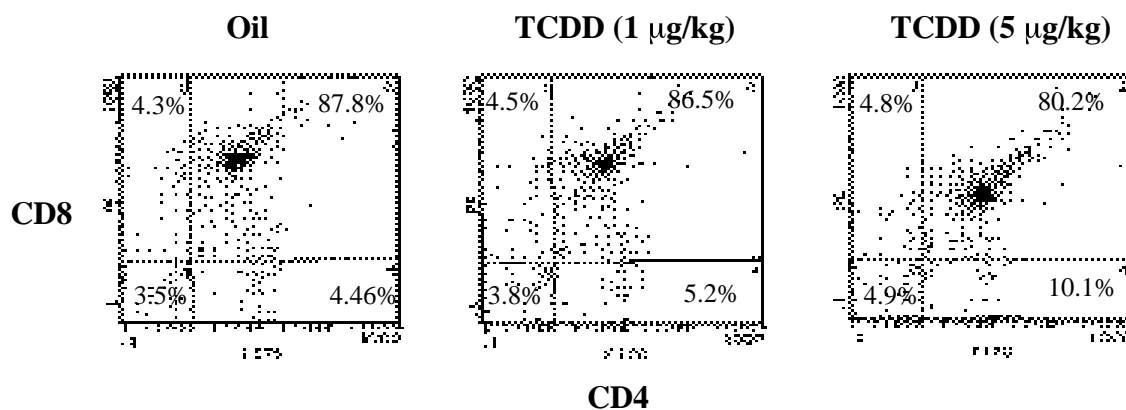 Oil TCDD (1 μg/kg) TCDD (5 μg/kg)
4.3% 87.8% 4.5% 86.5% 4.8% 80.2%
CD8
3.5% 4.46% 3.8% 5.2% 4.9% 10.1%
CD4